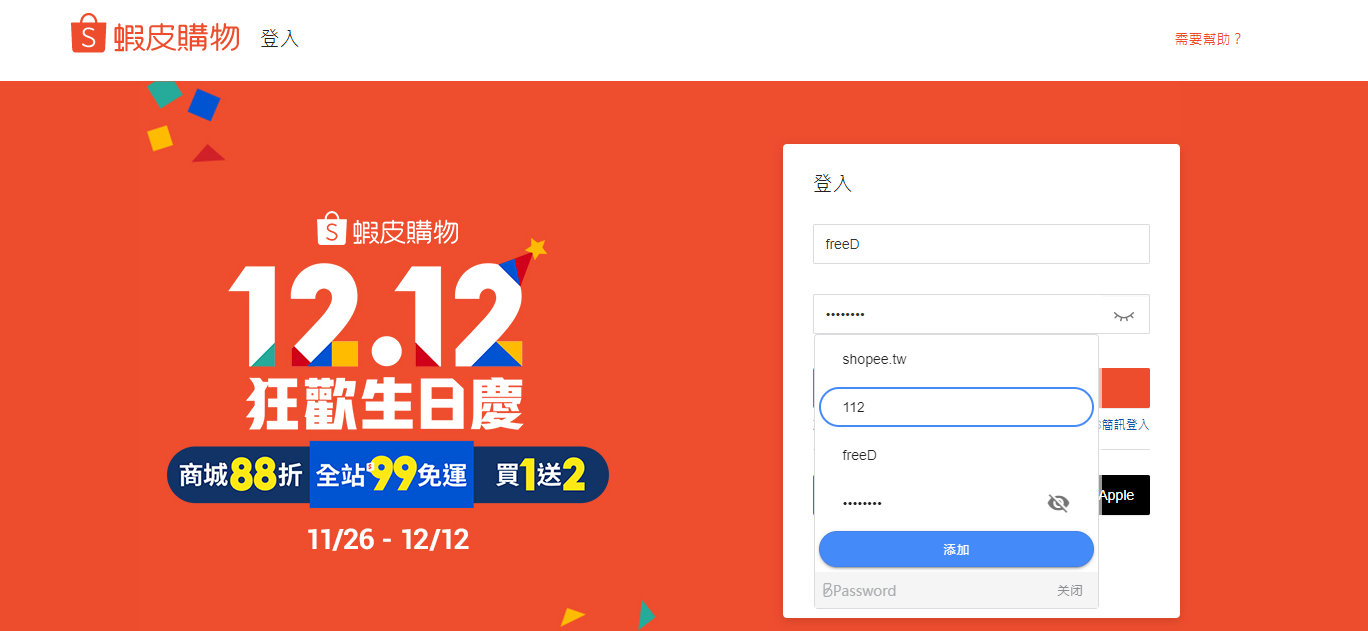 蝦皮購物 登入
需要幫助？
蝦皮購物
12.12
狂歡生日慶
商城88折 全站$99免運 買1送2
11/26 - 12/12
登入
freeD
••••••••
shopee.tw
112
簡訊登入
freeD
••••••••
Apple
添加
BPassword
关闭